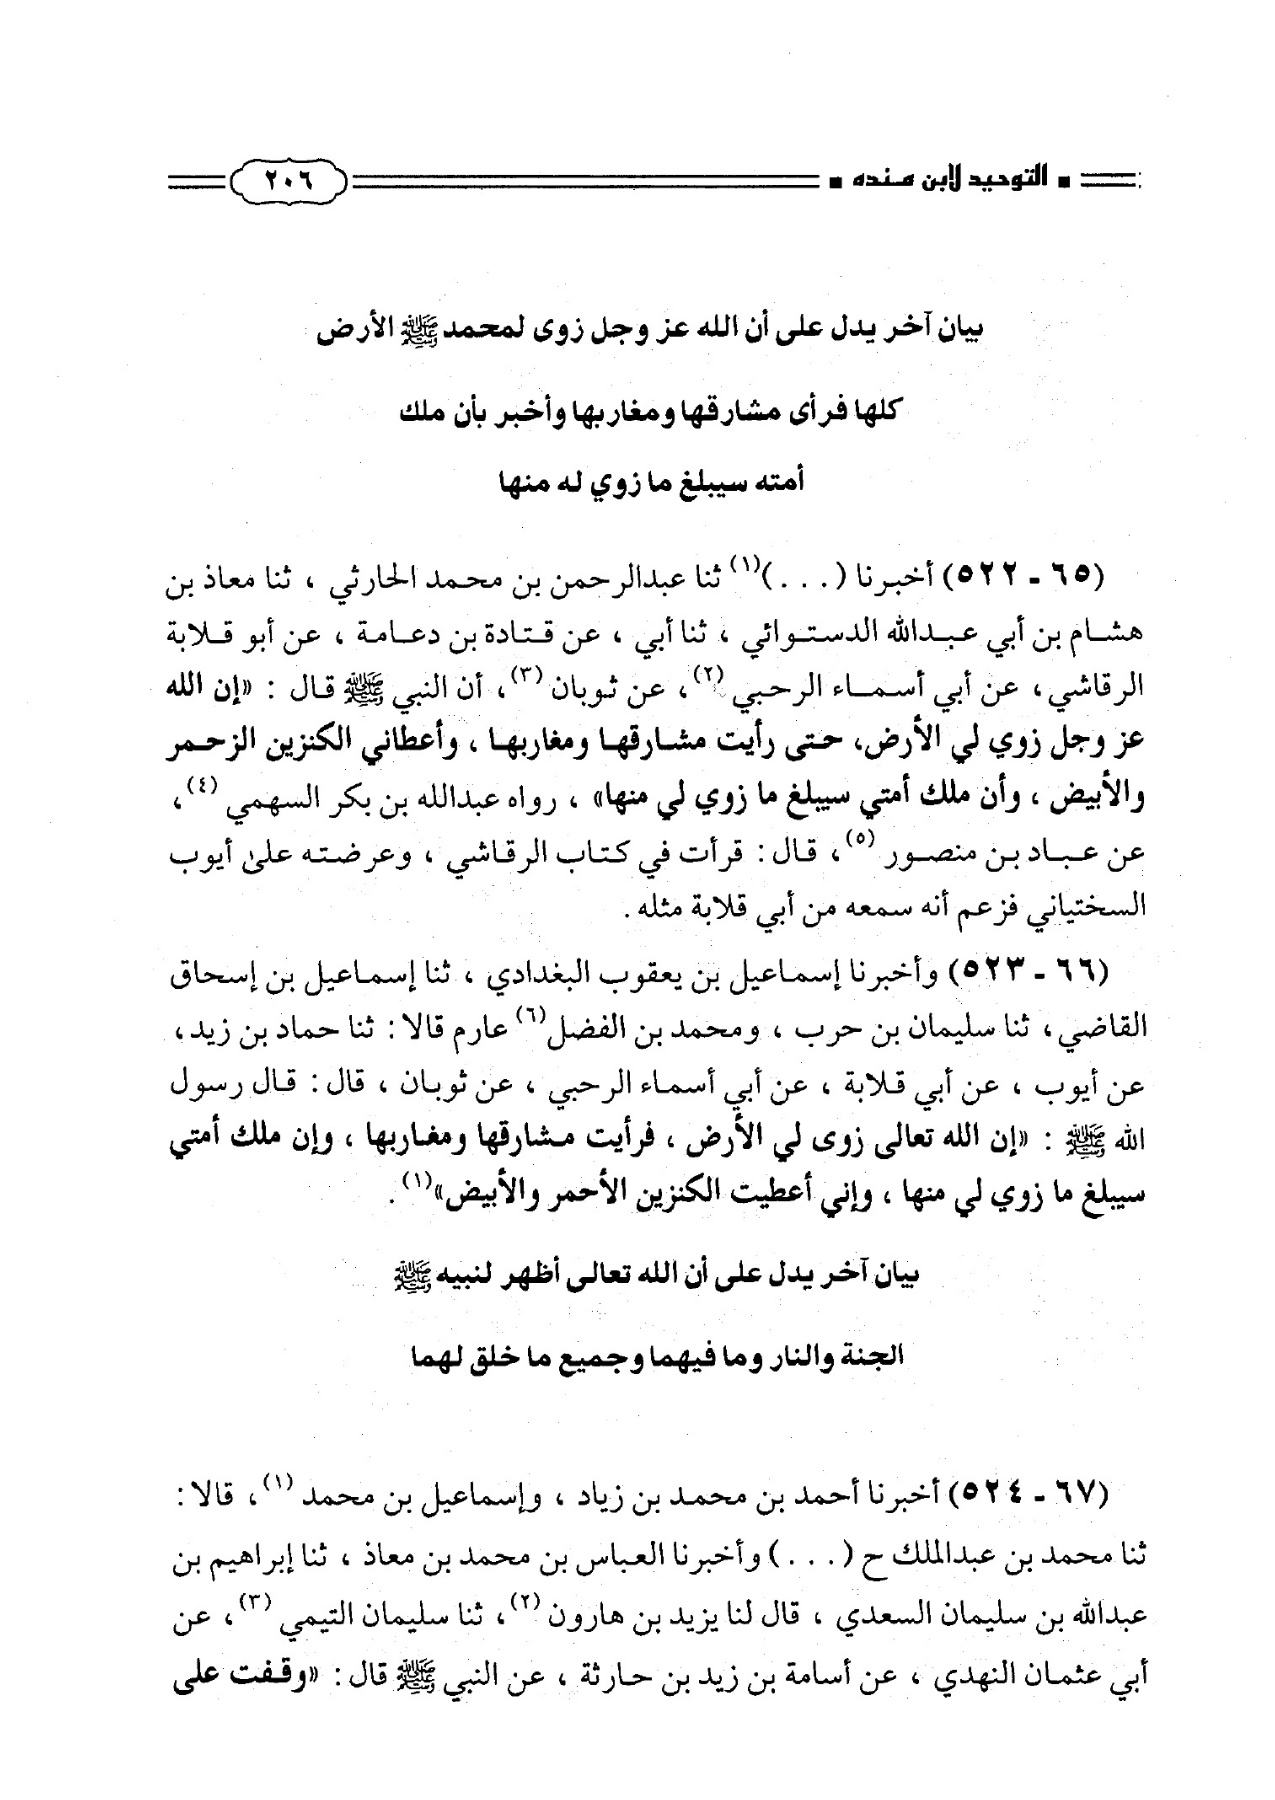 التوحيد لابن منده ٢٠٦
بيان آخر يدل على أن الله عز وجل زوى لمحمد ﷺ الأرض
كلها فرأى مشارقها ومغاربها وأخبر بأن ملك
أمته سيبلغ ما زوي له منها
(٦٥ - ٥٢٢) أخبرنا (. . .)(١) ثنا عبدالرحمن بن محمد الحارثي ، ثنا معاذ بن
هشام بن أبي عبدالله الدستوائي ، ثنا أبي ، عن قتادة بن دعامة ، عن أبو قلابة
الرقاشي، عن أبي أسماء الرحبي (٢)، عن ثوبان (٣)، أن النبي ﷺ قال : «إن الله
عز وجل زوي لي الأرض، حتى رأيت مشارقها ومغاربها ، وأعطاني الكنزين الزحمر
والأبيض ، وأن ملك أمتي سيبلغ ما زوي لي منها» ، رواه عبدالله بن بكر السهمي (٤)،
عن عباد بن منصور (٥)، قال : قرأت في كتاب الرقاشي ، وعرضته على أيوب
السختياني فزعم أنه سمعه من أبي قلابة مثله .
(٦٦ - ٥٢٣) وأخبرنا إسماعيل بن يعقوب البغدادي ، ثنا إسماعيل بن إسحاق
القاضي، ثنا سليمان بن حرب ، ومحمد بن الفضل(٦) عارم قالا : ثنا حماد بن زيد ،
عن أيوب ، عن أبي قلابة ، عن أبي أسماء الرحبي ، عن ثوبان ، قال : قال رسول
الله ﷺ : «إن الله تعالى زوى لي الأرض ، فرأيت مشارقها ومغاربها ، وإن ملك أمتي
سيبلغ ما زوي لي منها ، وإني أعطيت الكنزين الأحمر والأبيض»(١).
بيان آخر يدل على أن الله تعالى أظهر لنبيه ﷺ
الجنة والنار وما فيهما وجميع ما خلق لهما
(٦٧ - ٥٢٤) أخبرنا أحمد بن محمد بن زياد ، وإسماعيل بن محمد (١)، قالا :
ثنا محمد بن عبدالملك ح (. . .) وأخبرنا العباس بن محمد بن معاذ ، ثنا إبراهيم بن
عبدالله بن سليمان السعدي ، قال لنا يزيد بن هارون (٢)، ثنا سليمان التيمي (٣)، عن
أبي عثمان النهدي ، عن أسامة بن زيد بن حارثة ، عن النبي ﷺ قال : «وقفت على